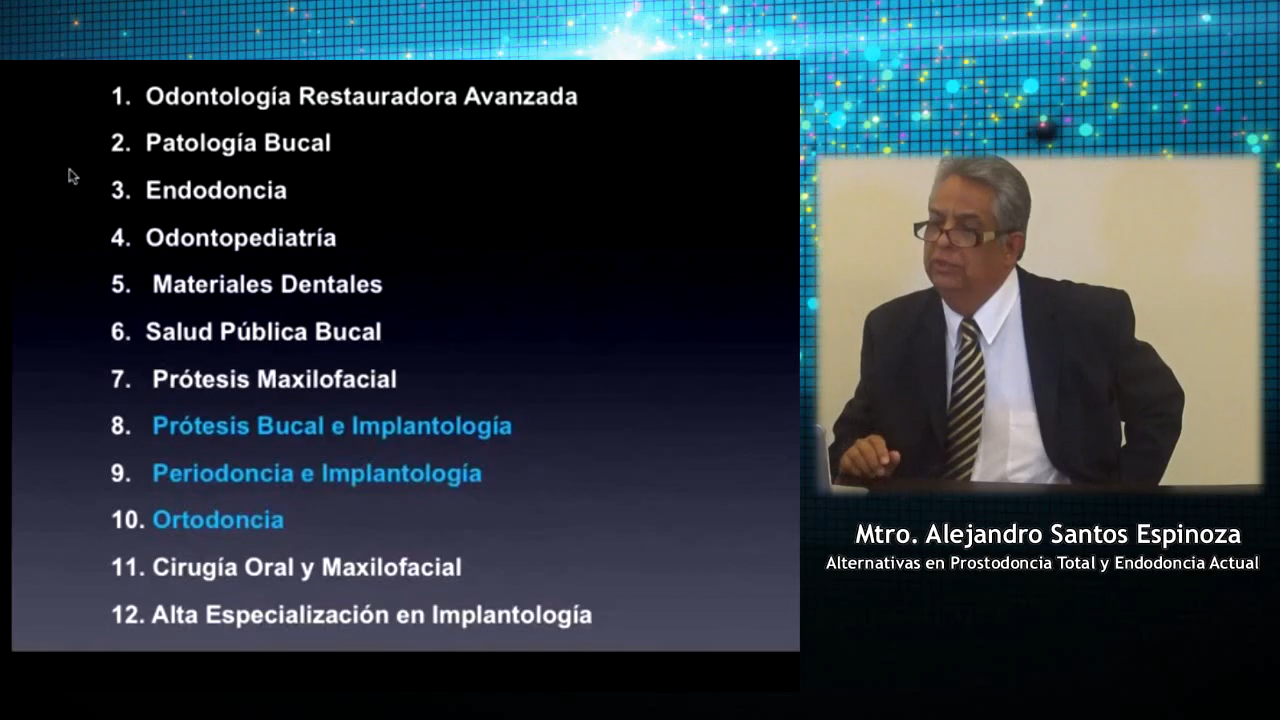 1. Odontología Restauradora Avanzada
2. Patología Bucal
3. Endodoncia
4. Odontopediatría
5. Materiales Dentales
6. Salud Pública Bucal
7. Prótesis Maxilofacial
8. Prótesis Bucal e Implantología
9. Periodoncia e Implantología
10. Ortodoncia
11. Cirugía Oral y Maxilofacial
12. Alta Especialización en Implantología
Mtro. Alejandro Santos Espinoza
Alternativas en Prostodoncia Total y Endodoncia Actual